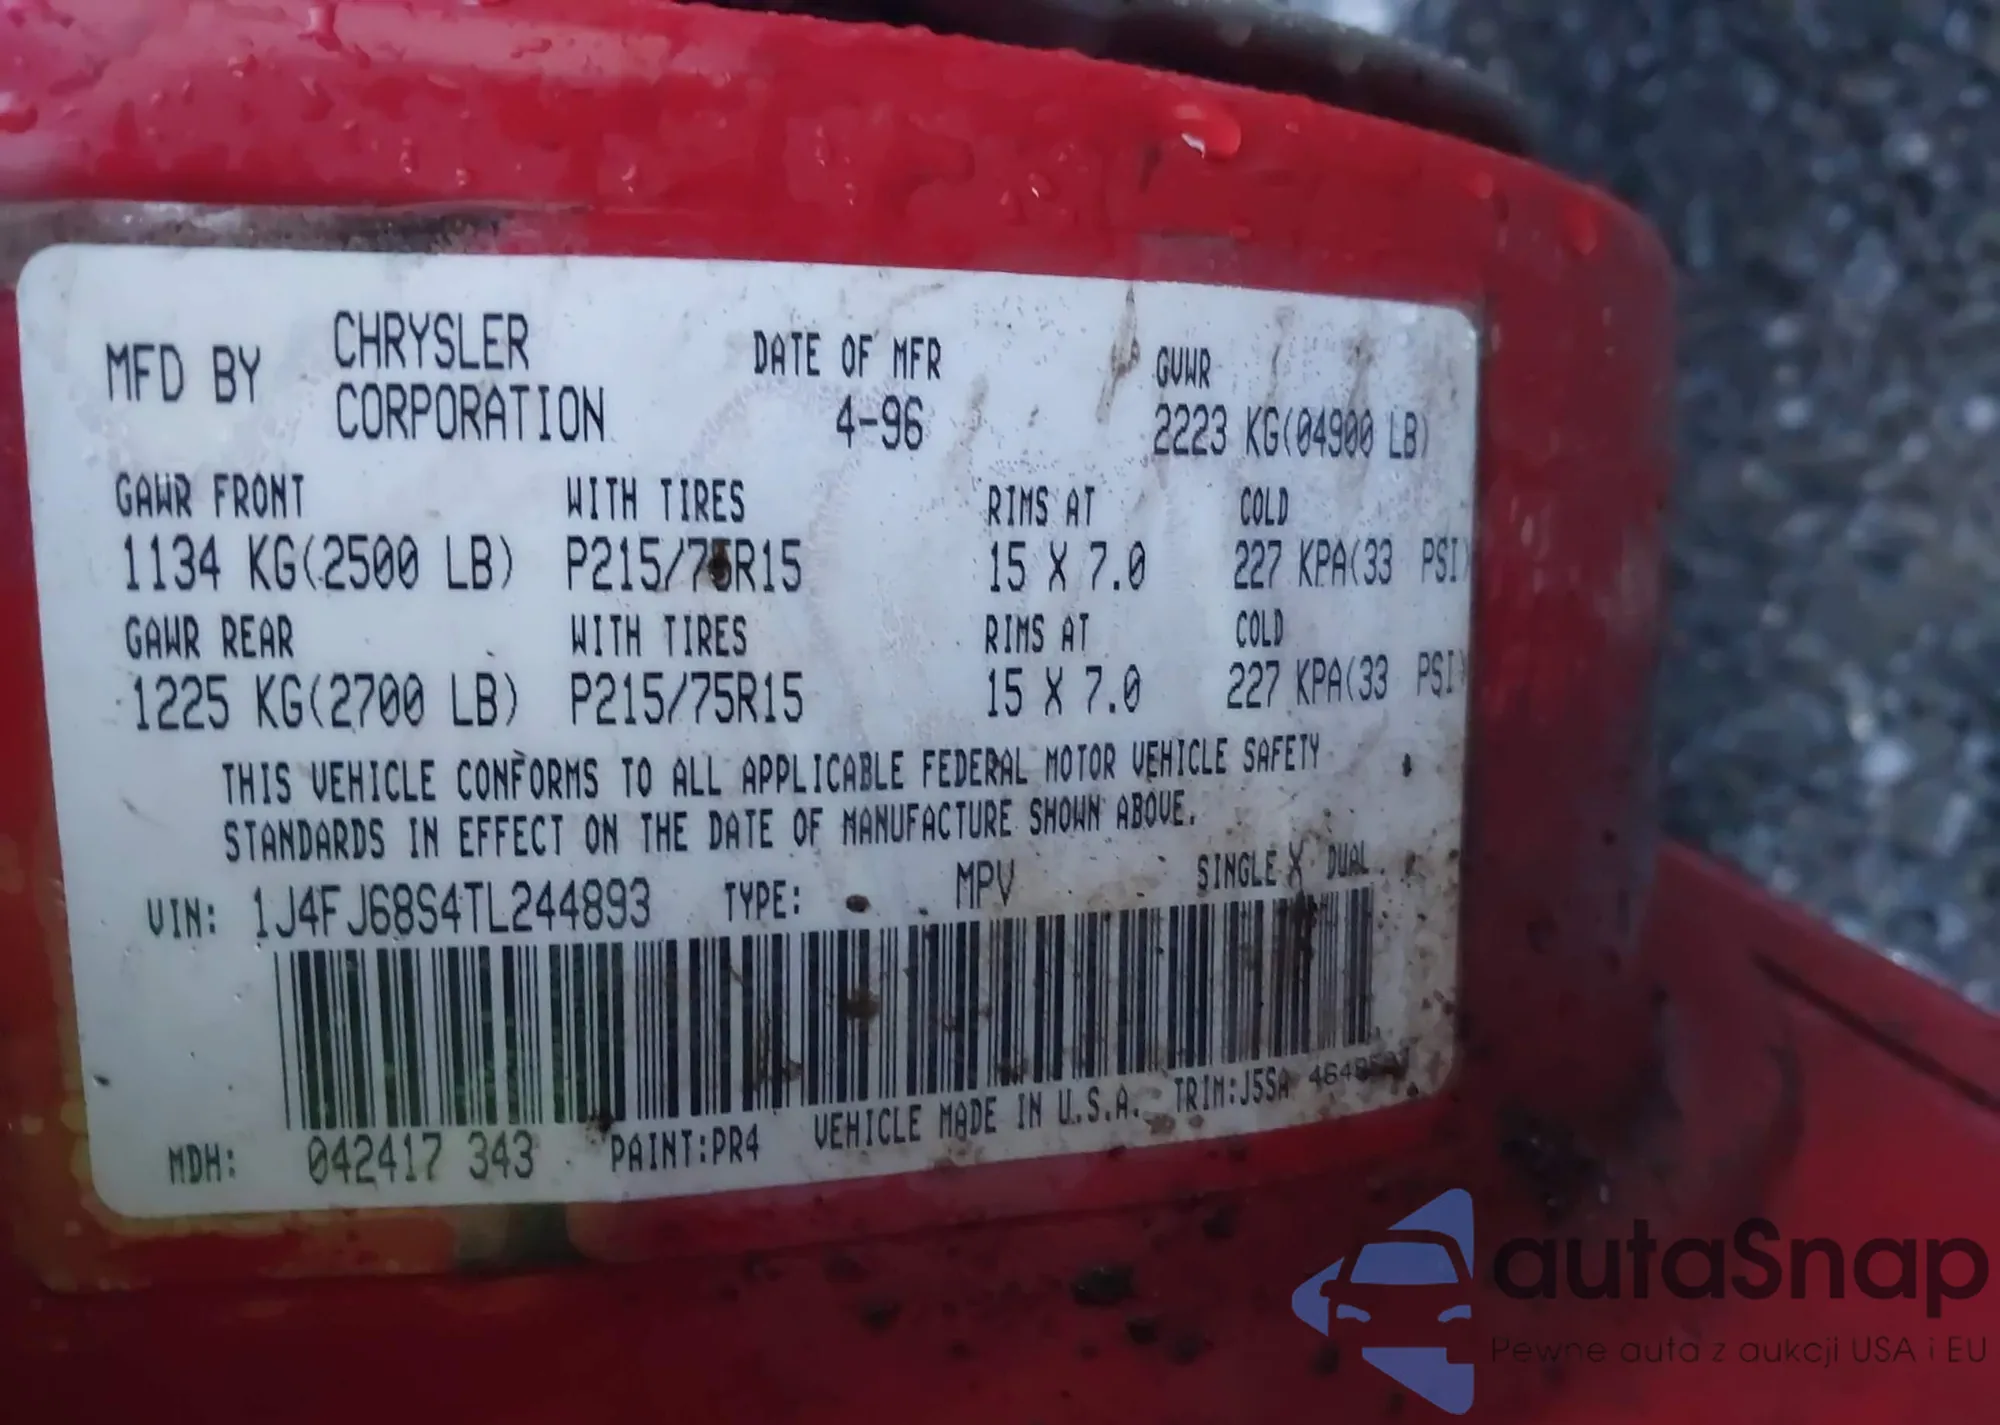 MFD BY CHRYSLER CORPORATION DATE OF MFR 4-96 GVWR 2223 KG(04900 LB)
GAWR FRONT WITH TIRES RIMS AT COLD
1134 KG(2500 LB) P215/75R15 15 X 7.0 227 KPA(33 PSI)
GAWR REAR WITH TIRES RIMS AT COLD
1225 KG(2700 LB) P215/75R15 15 X 7.0 227 KPA(33 PSI)
THIS VEHICLE CONFORMS TO ALL APPLICABLE FEDERAL MOTOR VEHICLE SAFETY
STANDARDS IN EFFECT ON THE DATE OF MANUFACTURE SHOWN ABOVE.
VIN: 1J4FJ68S4TL244893 TYPE: MPV SINGLE X DUAL
MDH: 042417 343 PAINT:PR4 VEHICLE MADE IN U.S.A. TRIM:J5SA
autaSnap
Pewne auta z aukcji USA i EU